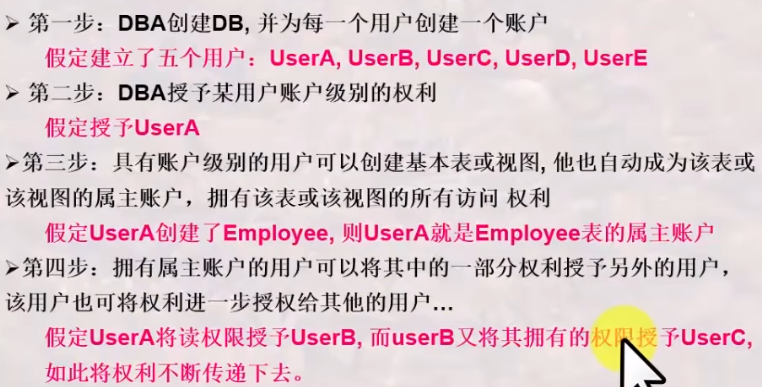 ➢ 第一步：DBA创建DB, 并为每一个用户创建一个账户
假定建立了五个用户：UserA, UserB, UserC, UserD, UserE
➢ 第二步：DBA授予某用户账户级别的权利
假定授予UserA
➢第三步：具有账户级别的用户可以创建基本表或视图, 他也自动成为该表或
该视图的属主账户，拥有该表或该视图的所有访问 权利
假定UserA创建了Employee, 则UserA就是Employee表的属主账户
➢第四步：拥有属主账户的用户可以将其中的一部分权利授予另外的用户，
该用户也可将权利进一步授权给其他的用户…
假定UserA将读权限授予UserB, 而userB又将其拥有的权限授予UserC,
如此将权利不断传递下去。